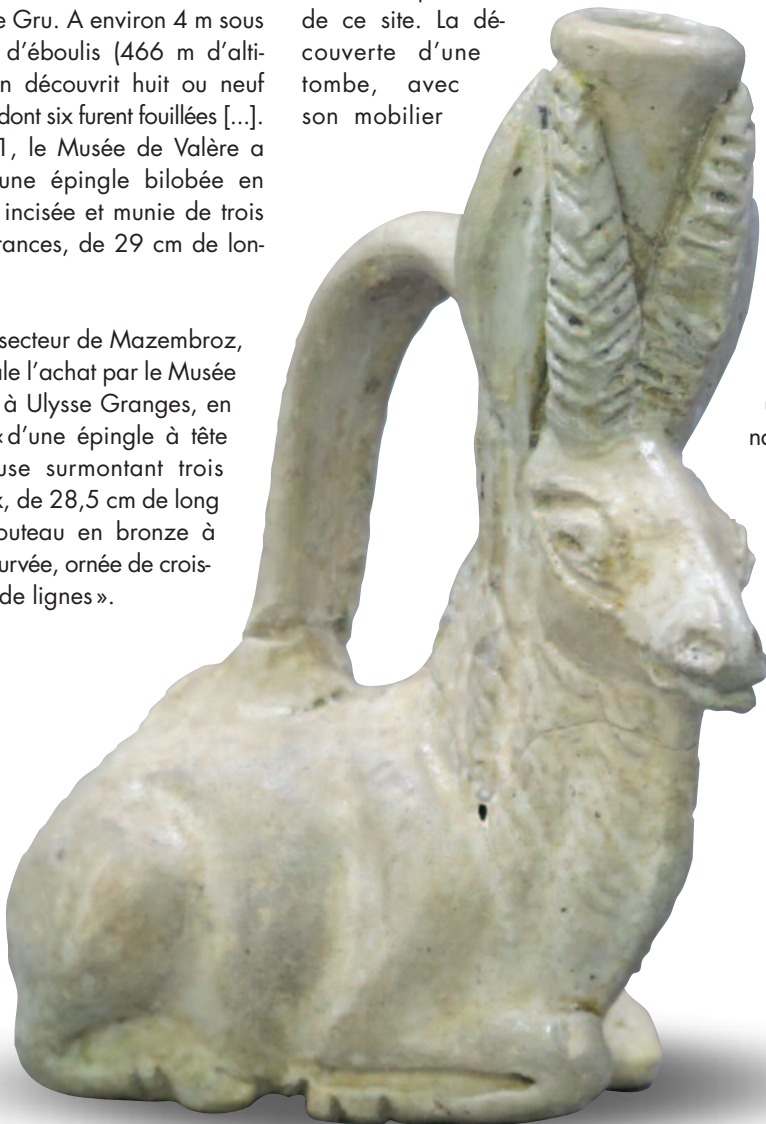 e Gru. A environ 4 m sous
d'éboulis (466 m d'alti-
n découvrit huit ou neuf
dont six furent fouillées [...].
1, le Musée de Valère a
une épingle bilobée en
incisée et munie de trois
rances, de 29 cm de lon-
secteur de Mazembroz,
ale l'achat par le Musée
à Ulysse Granges, en
«d'une épingle à tête
use surmontant trois
x, de 28,5 cm de long
outeau en bronze à
urvée, ornée de crois-
de lignes».
de ce site. La dé-
couverte d'une
tombe, avec
son mobilier